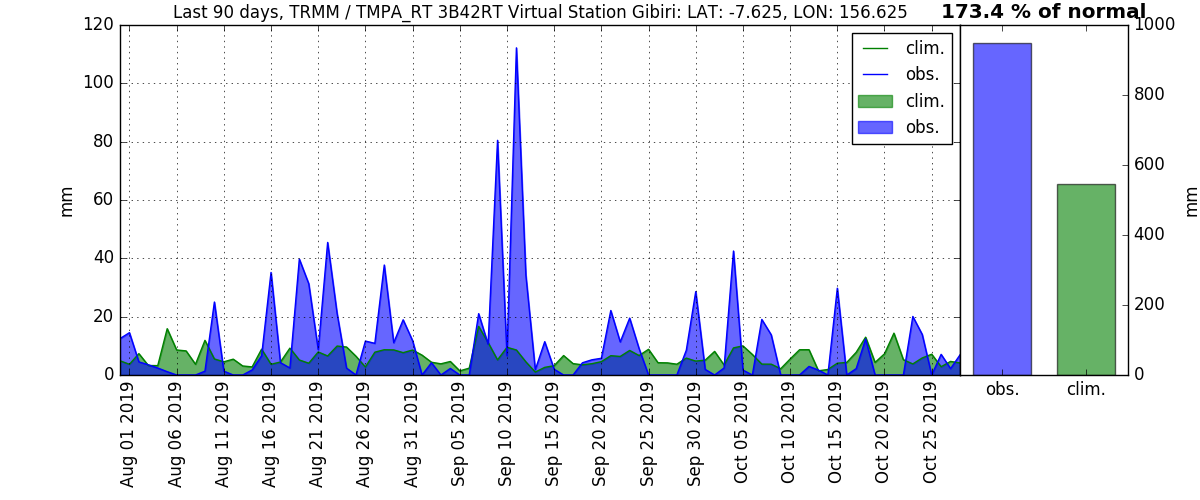 Last 90 days, TRMM / TMPA_RT 3B42RT Virtual Station Gibiri: LAT: -7.625, LON: 156.625
173.4 % of normal
120
100
80
60
40
20
0
mm
clim.
obs.
clim.
obs.
1000
800
600
400
200
0
mm
Aug 01 2019
Aug 06 2019
Aug 11 2019
Aug 16 2019
Aug 21 2019
Aug 26 2019
Aug 31 2019
Sep 05 2019
Sep 10 2019
Sep 15 2019
Sep 20 2019
Sep 25 2019
Sep 30 2019
Oct 05 2019
Oct 10 2019
Oct 15 2019
Oct 20 2019
Oct 25 2019
obs.
clim.